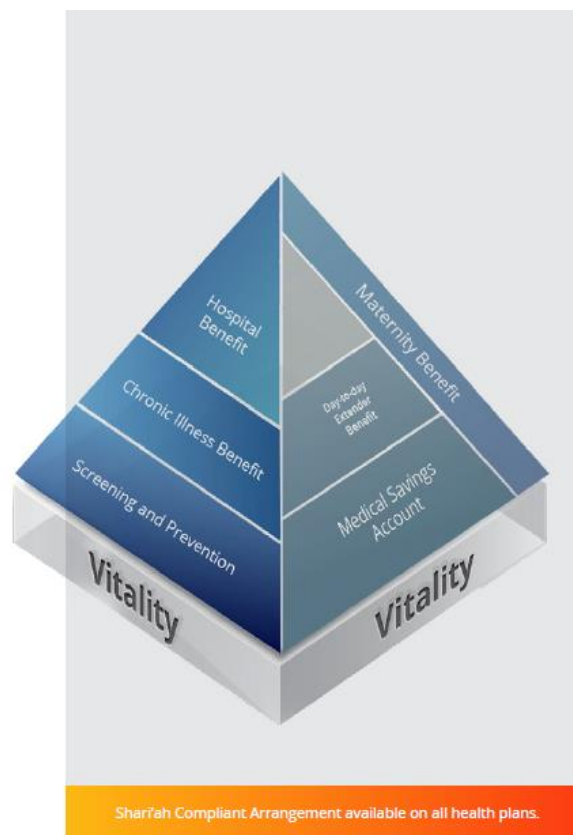 Hospital
Benefit
Maternity Benefit
Chronic Illness Benefit
Day-to-day
Extender
Benefit
Screening and Prevention
Medical Savings
Account
Vitality
Vitality
Shari'ah Compliant Arrangement available on all health plans.